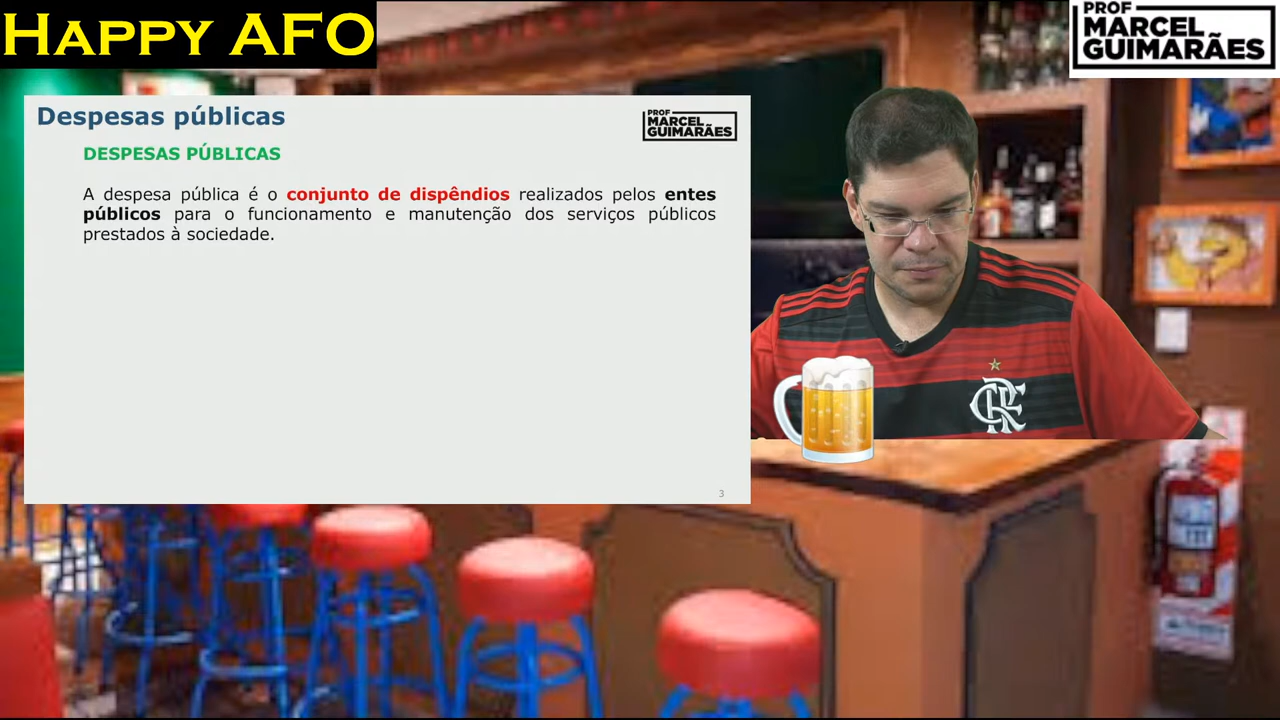 HAPPY AFO
PROF
MARCEL
GUIMARÃES
Despesas públicas
PROF
MARCEL
GUIMARÃES
DESPESAS PÚBLICAS
A despesa pública é o conjunto de dispêndios realizados pelos entes
públicos para o funcionamento e manutenção dos serviços públicos
prestados à sociedade.
3